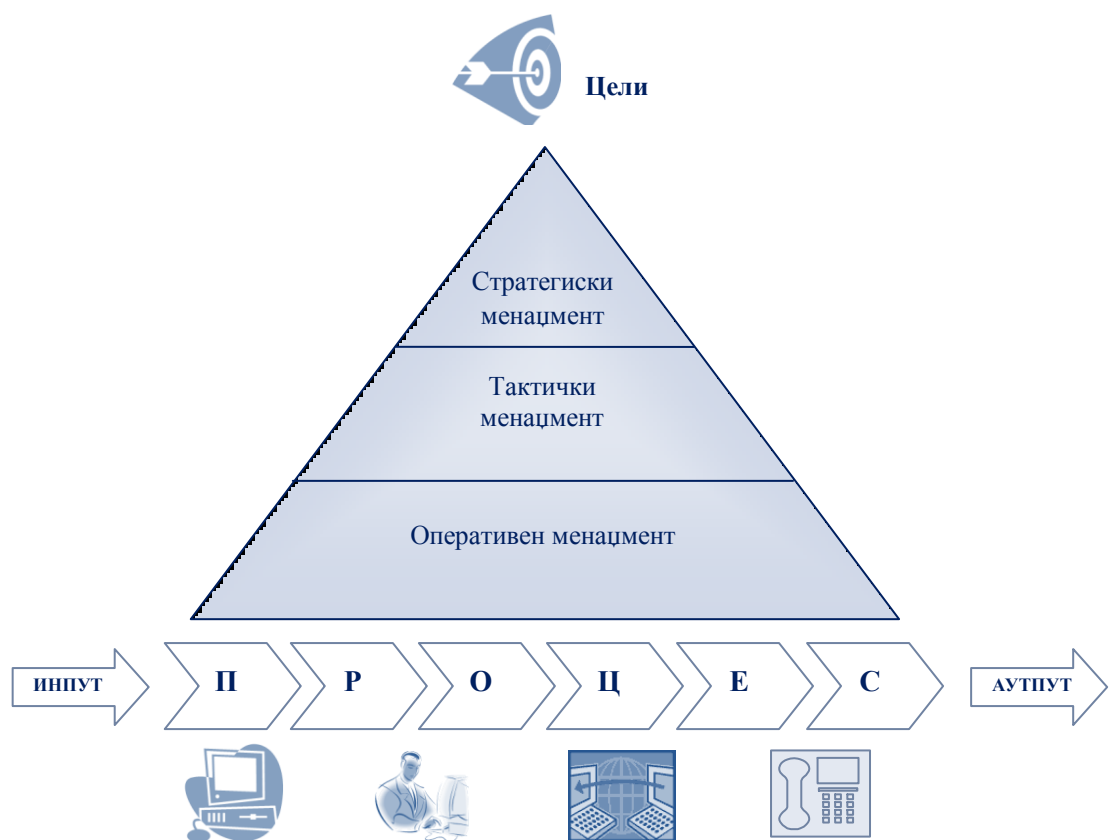 Цели
Стратегиски
менаџмент
Тактички
менаџмент
Оперативен менаџмент
ИНПУТ П Р О Ц Е С АУТПУТ